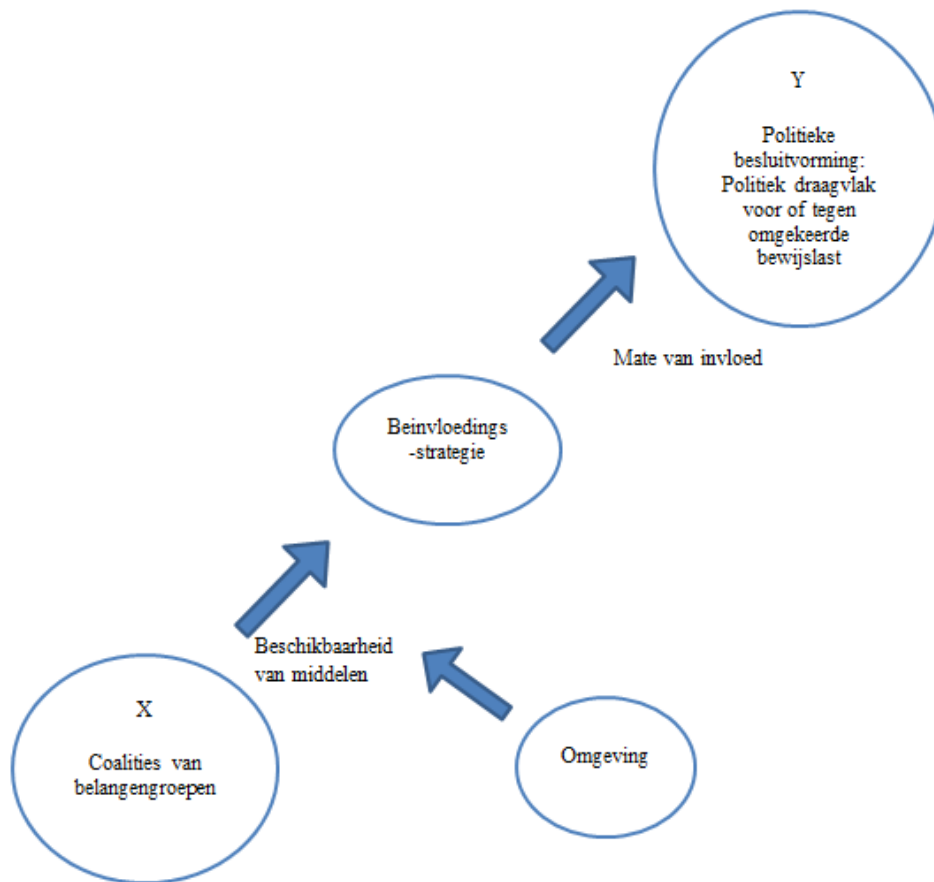 Y
Politieke
besluitvorming:
Politiek draagvlak
voor of tegen
omgekeerde
bewijslast
Mate van invloed
Beinvloedings
-strategie
Beschikbaarheid
van middelen
X
Coalities van
belangengroepen
Omgeving